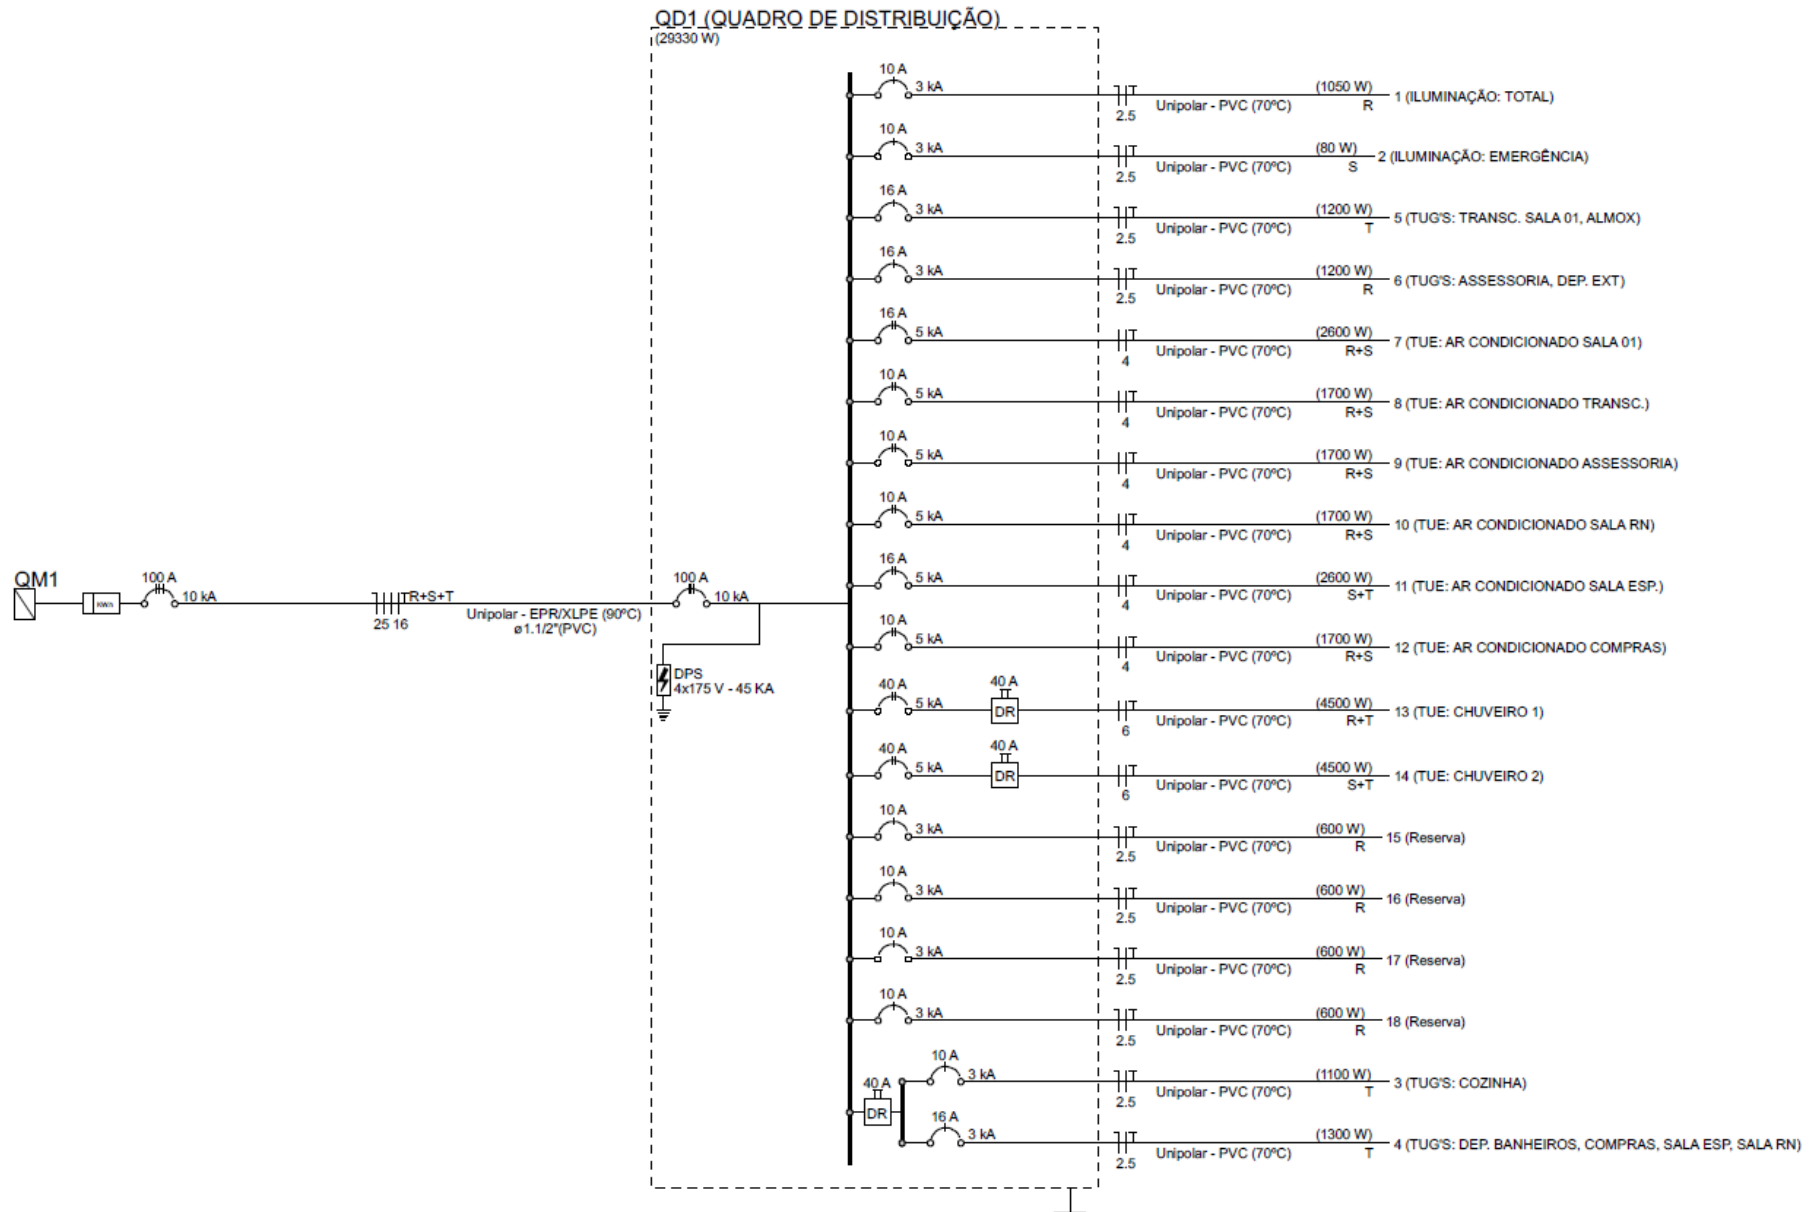 QD1 (QUADRO DE DISTRIBUIÇÃO)
(29330 W)
10 A
3 kA
T
2.5
Unipolar - PVC (70ºC)
(1050 W)
R
1 (ILUMINAÇÃO: TOTAL)
10 A
3 kA
T
2.5
Unipolar - PVC (70ºC)
(80 W)
S
2 (ILUMINAÇÃO: EMERGÊNCIA)
16 A
3 kA
T
2.5
Unipolar - PVC (70ºC)
(1200 W)
T
5 (TUG'S: TRANSC. SALA 01, ALMOX)
16 A
3 kA
T
2.5
Unipolar - PVC (70ºC)
(1200 W)
R
6 (TUG'S: ASSESSORIA, DEP. EXT)
16 A
5 kA
T
4
Unipolar - PVC (70ºC)
(2600 W)
R+S
7 (TUE: AR CONDICIONADO SALA 01)
10 A
5 kA
T
4
Unipolar - PVC (70ºC)
(1700 W)
R+S
8 (TUE: AR CONDICIONADO TRANSC.)
10 A
5 kA
T
4
Unipolar - PVC (70ºC)
(1700 W)
R+S
9 (TUE: AR CONDICIONADO ASSESSORIA)
10 A
5 kA
T
4
Unipolar - PVC (70ºC)
(1700 W)
R+S
10 (TUE: AR CONDICIONADO SALA RN)
QM1
KWh
100 A
10 kA
TR+S+T
25 16
Unipolar - EPR/XLPE (90ºC)
ø1.1/2"(PVC)
100 A
10 kA
DPS
4x175 V - 45 KA
16 A
5 kA
T
4
Unipolar - PVC (70ºC)
(2600 W)
S+T
11 (TUE: AR CONDICIONADO SALA ESP.)
10 A
5 kA
T
4
Unipolar - PVC (70ºC)
(1700 W)
R+S
12 (TUE: AR CONDICIONADO COMPRAS)
40 A
5 kA
40 A
DR
T
6
Unipolar - PVC (70ºC)
(4500 W)
R+T
13 (TUE: CHUVEIRO 1)
40 A
5 kA
40 A
DR
T
6
Unipolar - PVC (70ºC)
(4500 W)
S+T
14 (TUE: CHUVEIRO 2)
10 A
3 kA
T
2.5
Unipolar - PVC (70ºC)
(600 W)
R
15 (Reserva)
10 A
3 kA
T
2.5
Unipolar - PVC (70ºC)
(600 W)
R
16 (Reserva)
10 A
3 kA
T
2.5
Unipolar - PVC (70ºC)
(600 W)
R
17 (Reserva)
10 A
3 kA
T
2.5
Unipolar - PVC (70ºC)
(600 W)
R
18 (Reserva)
40 A
DR
10 A
3 kA
T
2.5
Unipolar - PVC (70ºC)
(1100 W)
T
3 (TUG'S: COZINHA)
16 A
3 kA
T
2.5
Unipolar - PVC (70ºC)
(1300 W)
T
4 (TUG'S: DEP. BANHEIROS, COMPRAS, SALA ESP, SALA RN)